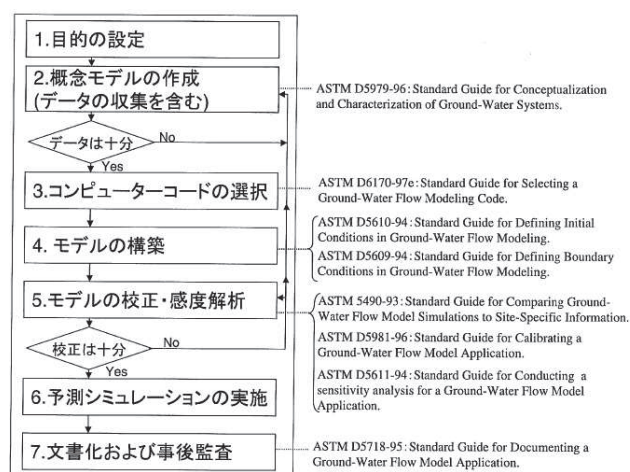 1.目的の設定
2.概念モデルの作成
(データの収集を含む)
ASTM D5979-96:Standard Guide for Conceptualization
and Characterization of Ground-Water Systems.
データは十分
No
Yes
3.コンピューターコードの選択
ASTM D6170-97e:Standard Guide for Selecting a
Ground-Water Flow Modeling Code.
4. モデルの構築
ASTM D5610-94:Standard Guide for Defining Initial
Conditions in Ground-Water Flow Modeling.
ASTM D5609-94:Standard Guide for Defining Boundary
Conditions in Ground-Water Flow Modeling.
5.モデルの校正・感度解析
ASTM 5490-93:Standard Guide for Comparing Ground-
Water Flow Model Simulations to Site-Specific Information.
ASTM D5981-96:Standard Guide for Calibrating a
Ground-Water Flow Model Application.
ASTM D5611-94:Standard Guide for Conducting a
sensitivity analysis for a Ground-Water Flow Model
Application.
校正は十分
No
Yes
6.予測シミュレーションの実施
7.文書化および事後監査
ASTM D5718-95:Standard Guide for Documenting a
Ground-Water Flow Model Application.